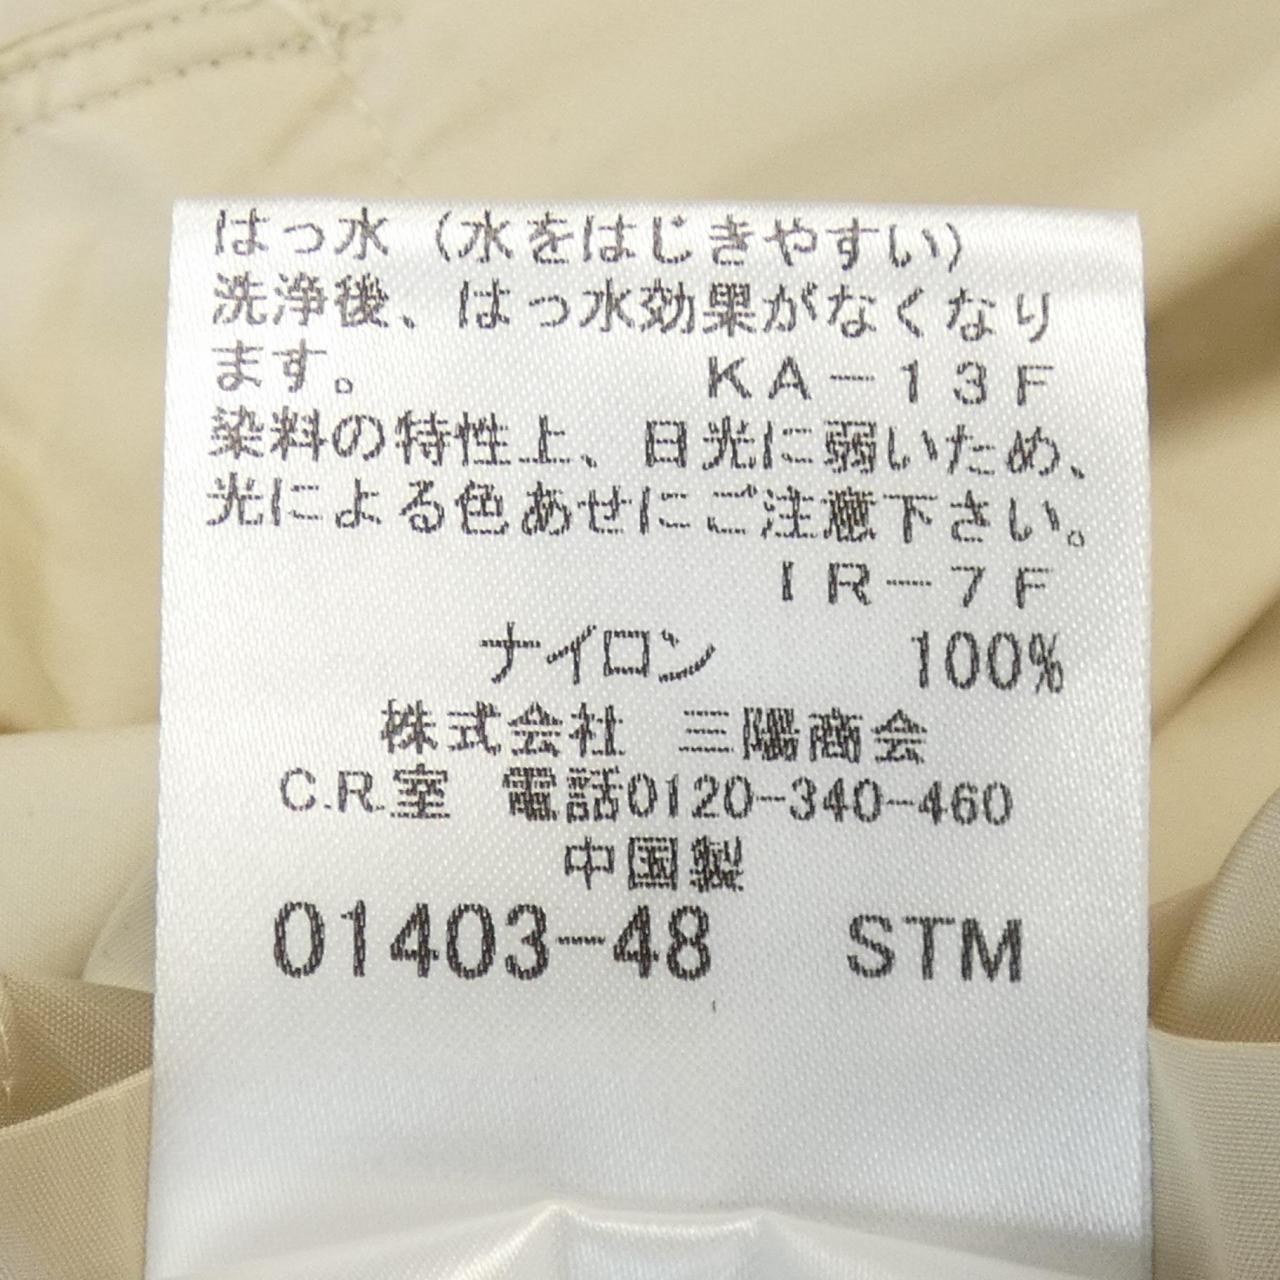 はっ水（水をはじきやすい）
洗浄後、はっ水効果がなくなり
ます。 KA－13F
染料の特性上、日光に弱いため、
光による色あせにご注意下さい。
IR－7F
ナイロン 100%
株式会社 三陽商会
C.R.室 電話0120-340-460
中国製
01403-48 STM